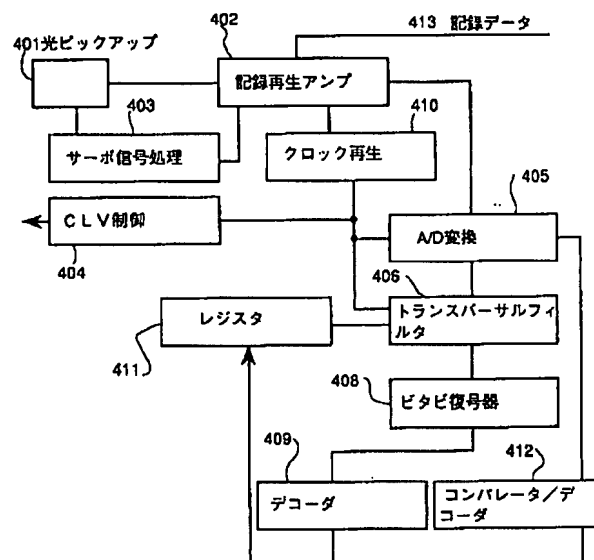 402
413 記録データ
401光ピックアップ
記録再生アンプ
403
410
サーボ信号処理
クロック再生
405
CLV制御
A/D変換
404
406
トランスバーサルフィ
ルタ
レジスタ
411
408
ビタビ復号器
409
412
デコーダ
コンパレータ/デ
コーダ